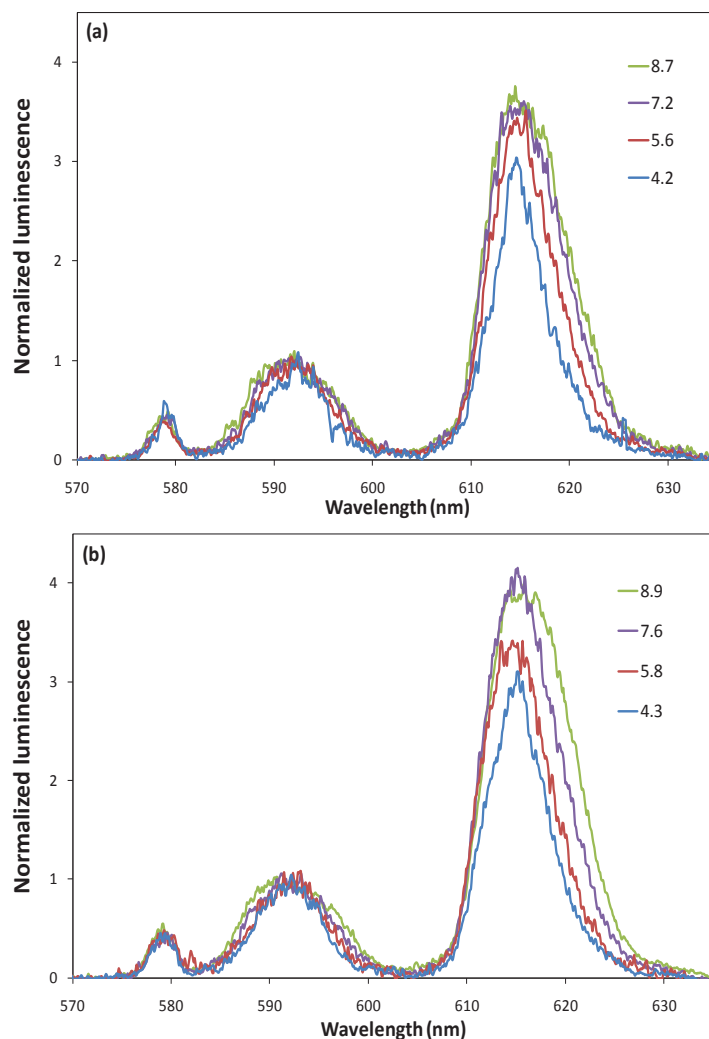 (a)
Normalized luminescence
4
3
2
1
0
8.7
7.2
5.6
4.2
570 580 590 600 610 620 630
Wavelength (nm)
(b)
Normalized luminescence
4
3
2
1
0
8.9
7.6
5.8
4.3
570 580 590 600 610 620 630
Wavelength (nm)